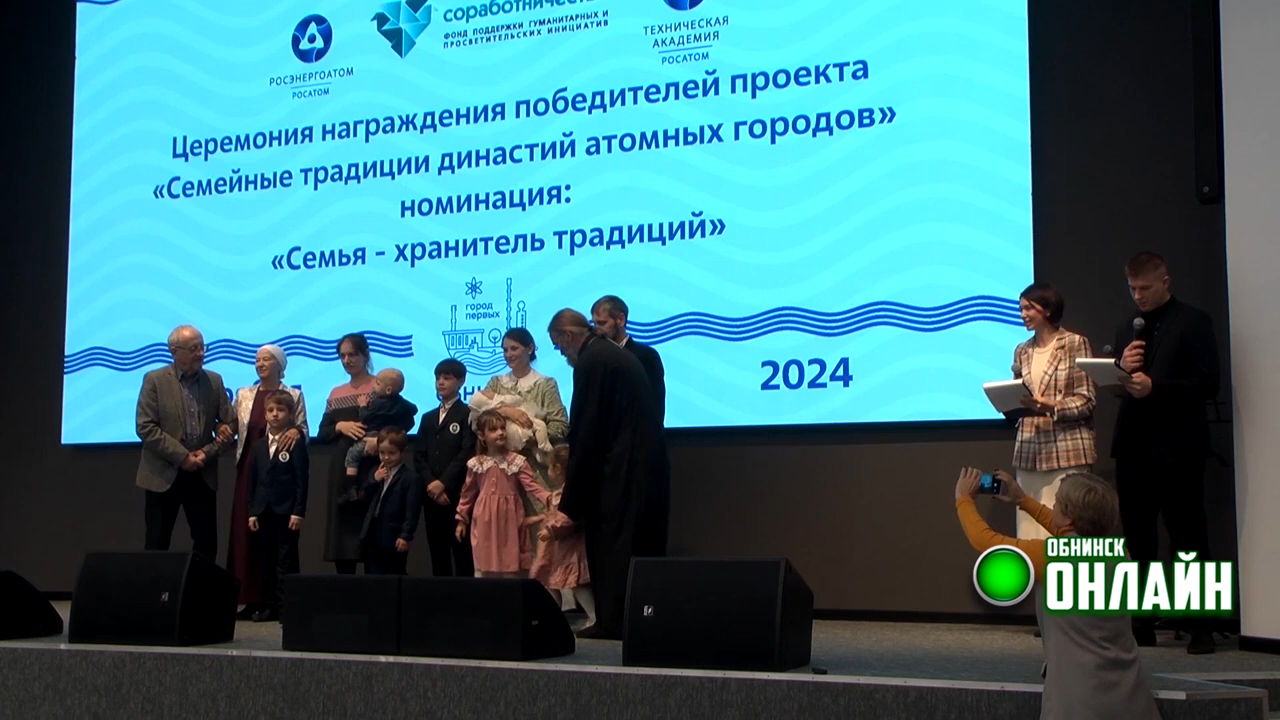 соработничест
ФОНД ПОДДЕРЖКИ ГУМАНИТАРНЫХ И
ПРОСВЕТИТЕЛЬСКИХ ИНИЦИАТИВ
РОСЭНЕРГОАТОМ
РОСАТОМ
ТЕХНИЧЕСКАЯ
АКАДЕМИЯ
РОСАТОМ
Церемония награждения победителей проекта
«Семейные традиции династий атомных городов»
номинация:
«Семья - хранитель традиций»
город
первых
2024
ОБНИНСК
ОНЛАЙН